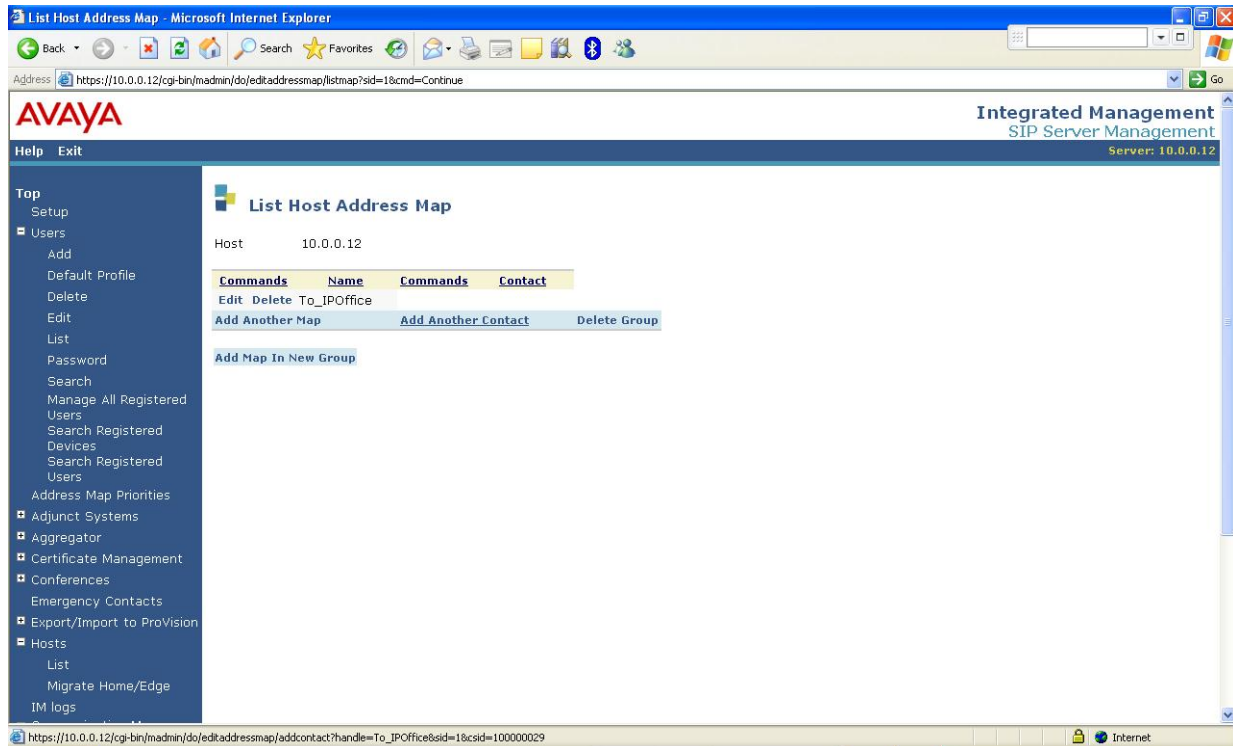 List Host Address Map - Microsoft Internet Explorer
Back
Search
Favorites
Address https://10.0.0.12/cgi-bin/madmin/do/editaddressmap/listmap?sid=1&cmd=Continue
Go
AVAYA
Integrated Management
SIP Server Management
Help Exit
Server: 10.0.0.12
Top
Setup
Users
Add
Default Profile
Delete
Edit
List
Password
Search
Manage All Registered
Users
Search Registered
Devices
Search Registered
Users
Address Map Priorities
Adjunct Systems
Aggregator
Certificate Management
Conferences
Emergency Contacts
Export/Import to ProVision
Hosts
List
Migrate Home/Edge
IM logs
List Host Address Map
Host 10.0.0.12
Commands Name Commands Contact
Edit Delete To_IPOffice
Add Another Map Add Another Contact Delete Group
Add Map In New Group
https://10.0.0.12/cgi-bin/madmin/do/editaddressmap/addcontact?handle=To_IPOffice&sid=1&csid=100000029
Internet